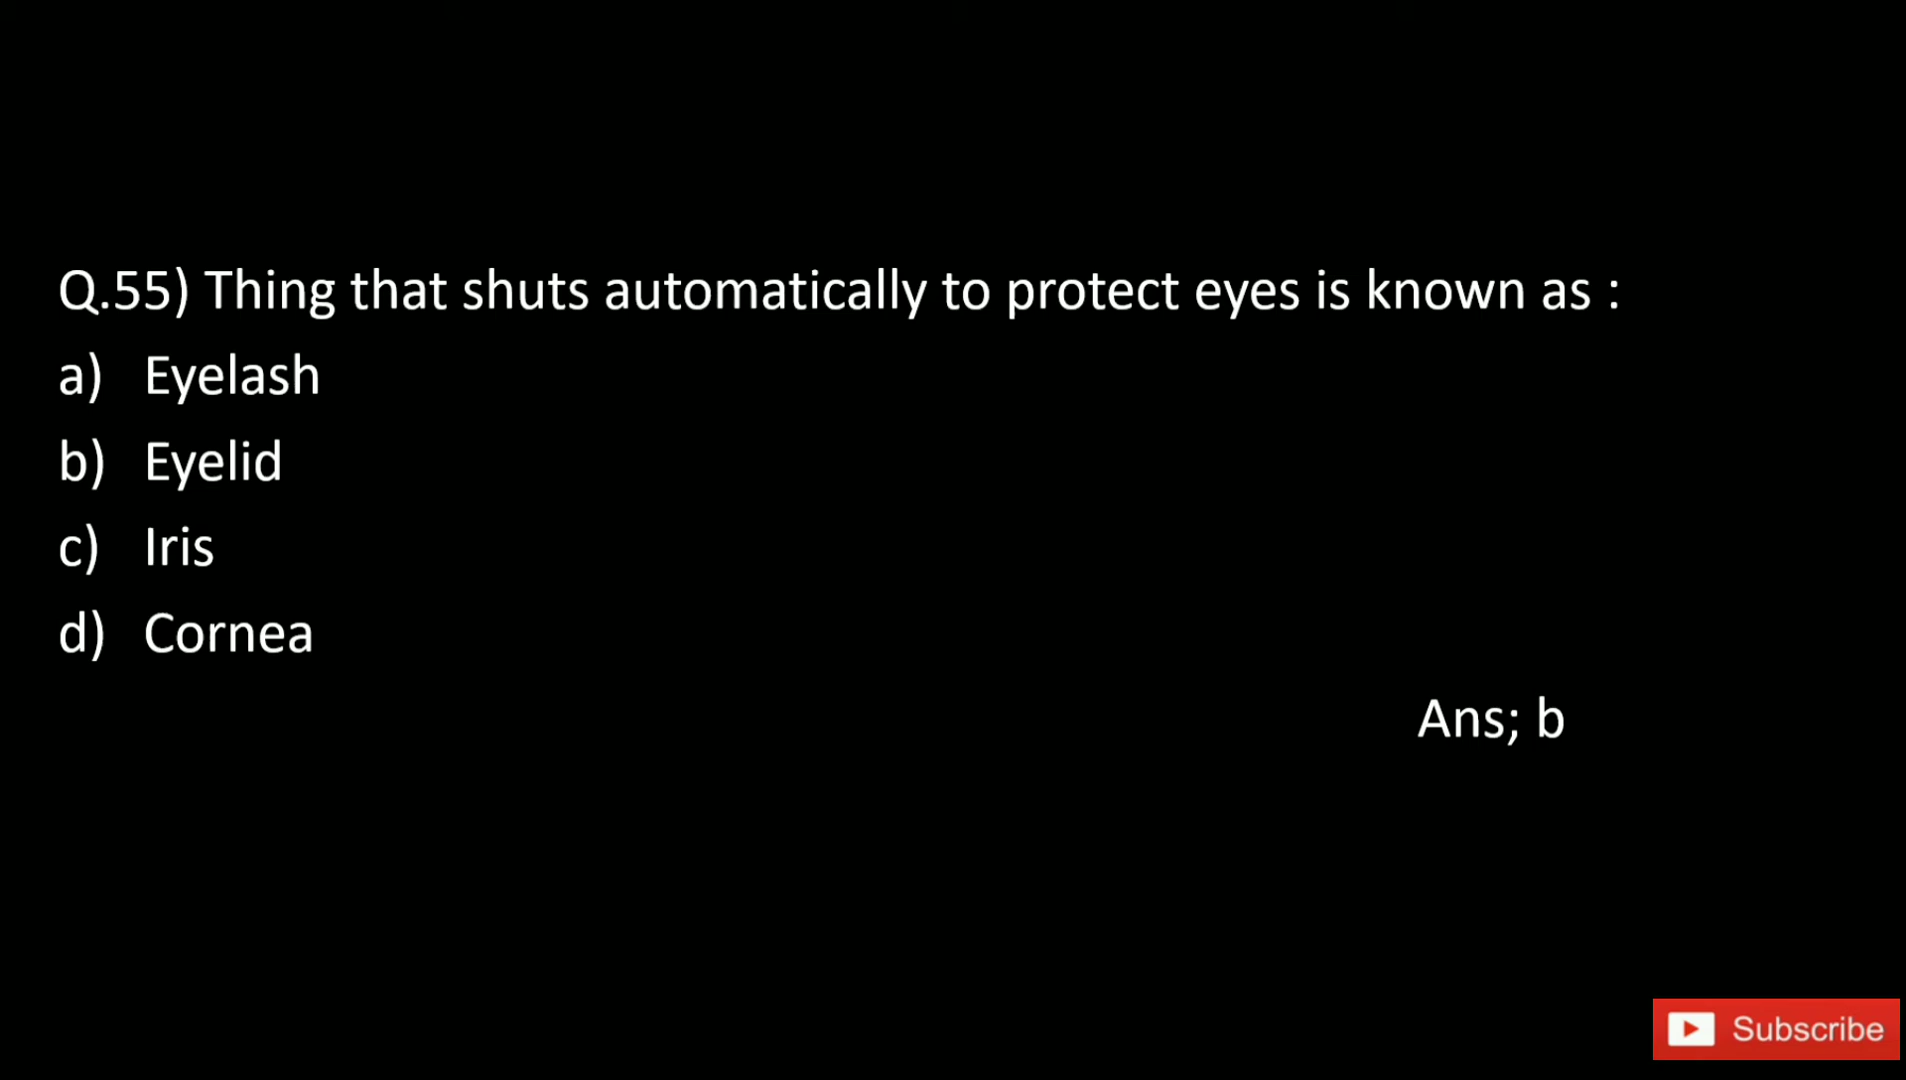 Q.55) Thing that shuts automatically to protect eyes is known as :
a) Eyelash
b) Eyelid
c) Iris
d) Cornea
Ans; b
Subscribe